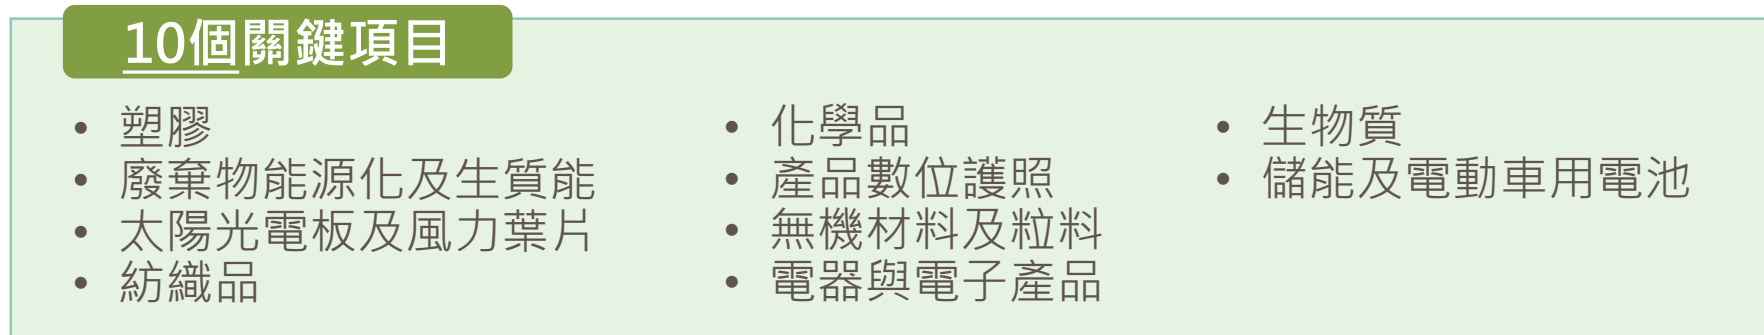 10個關鍵項目
• 塑膠
• 廢棄物能源化及生質能
• 太陽光電板及風力葉片
• 紡織品
• 化學品
• 產品數位護照
• 無機材料及粒料
• 電器與電子產品
• 生物質
• 儲能及電動車用電池